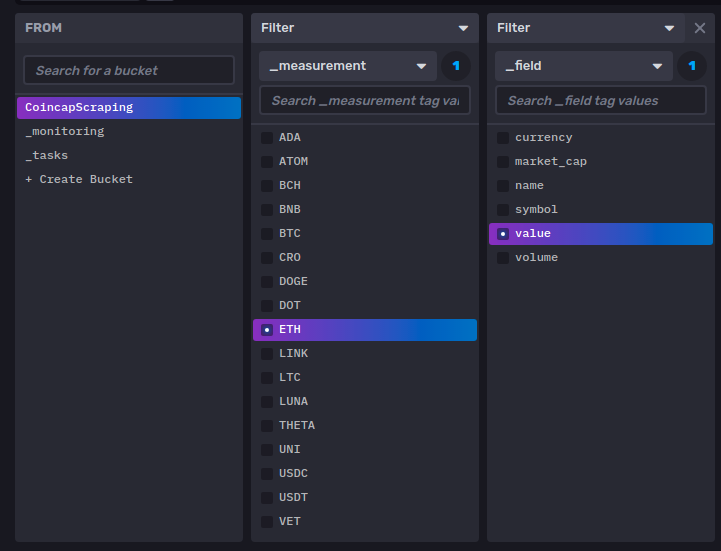 FROM
Search for a bucket
CoincapScraping
_monitoring
_tasks
+ Create Bucket
Filter
_measurement 1
Search _measurement tag val
ADA
ATOM
BCH
BNB
BTC
CRO
DOGE
DOT
ETH
LINK
LTC
LUNA
THETA
UNI
USDC
USDT
VET
Filter
_field 1
Search _field tag values
currency
market_cap
name
symbol
value
volume